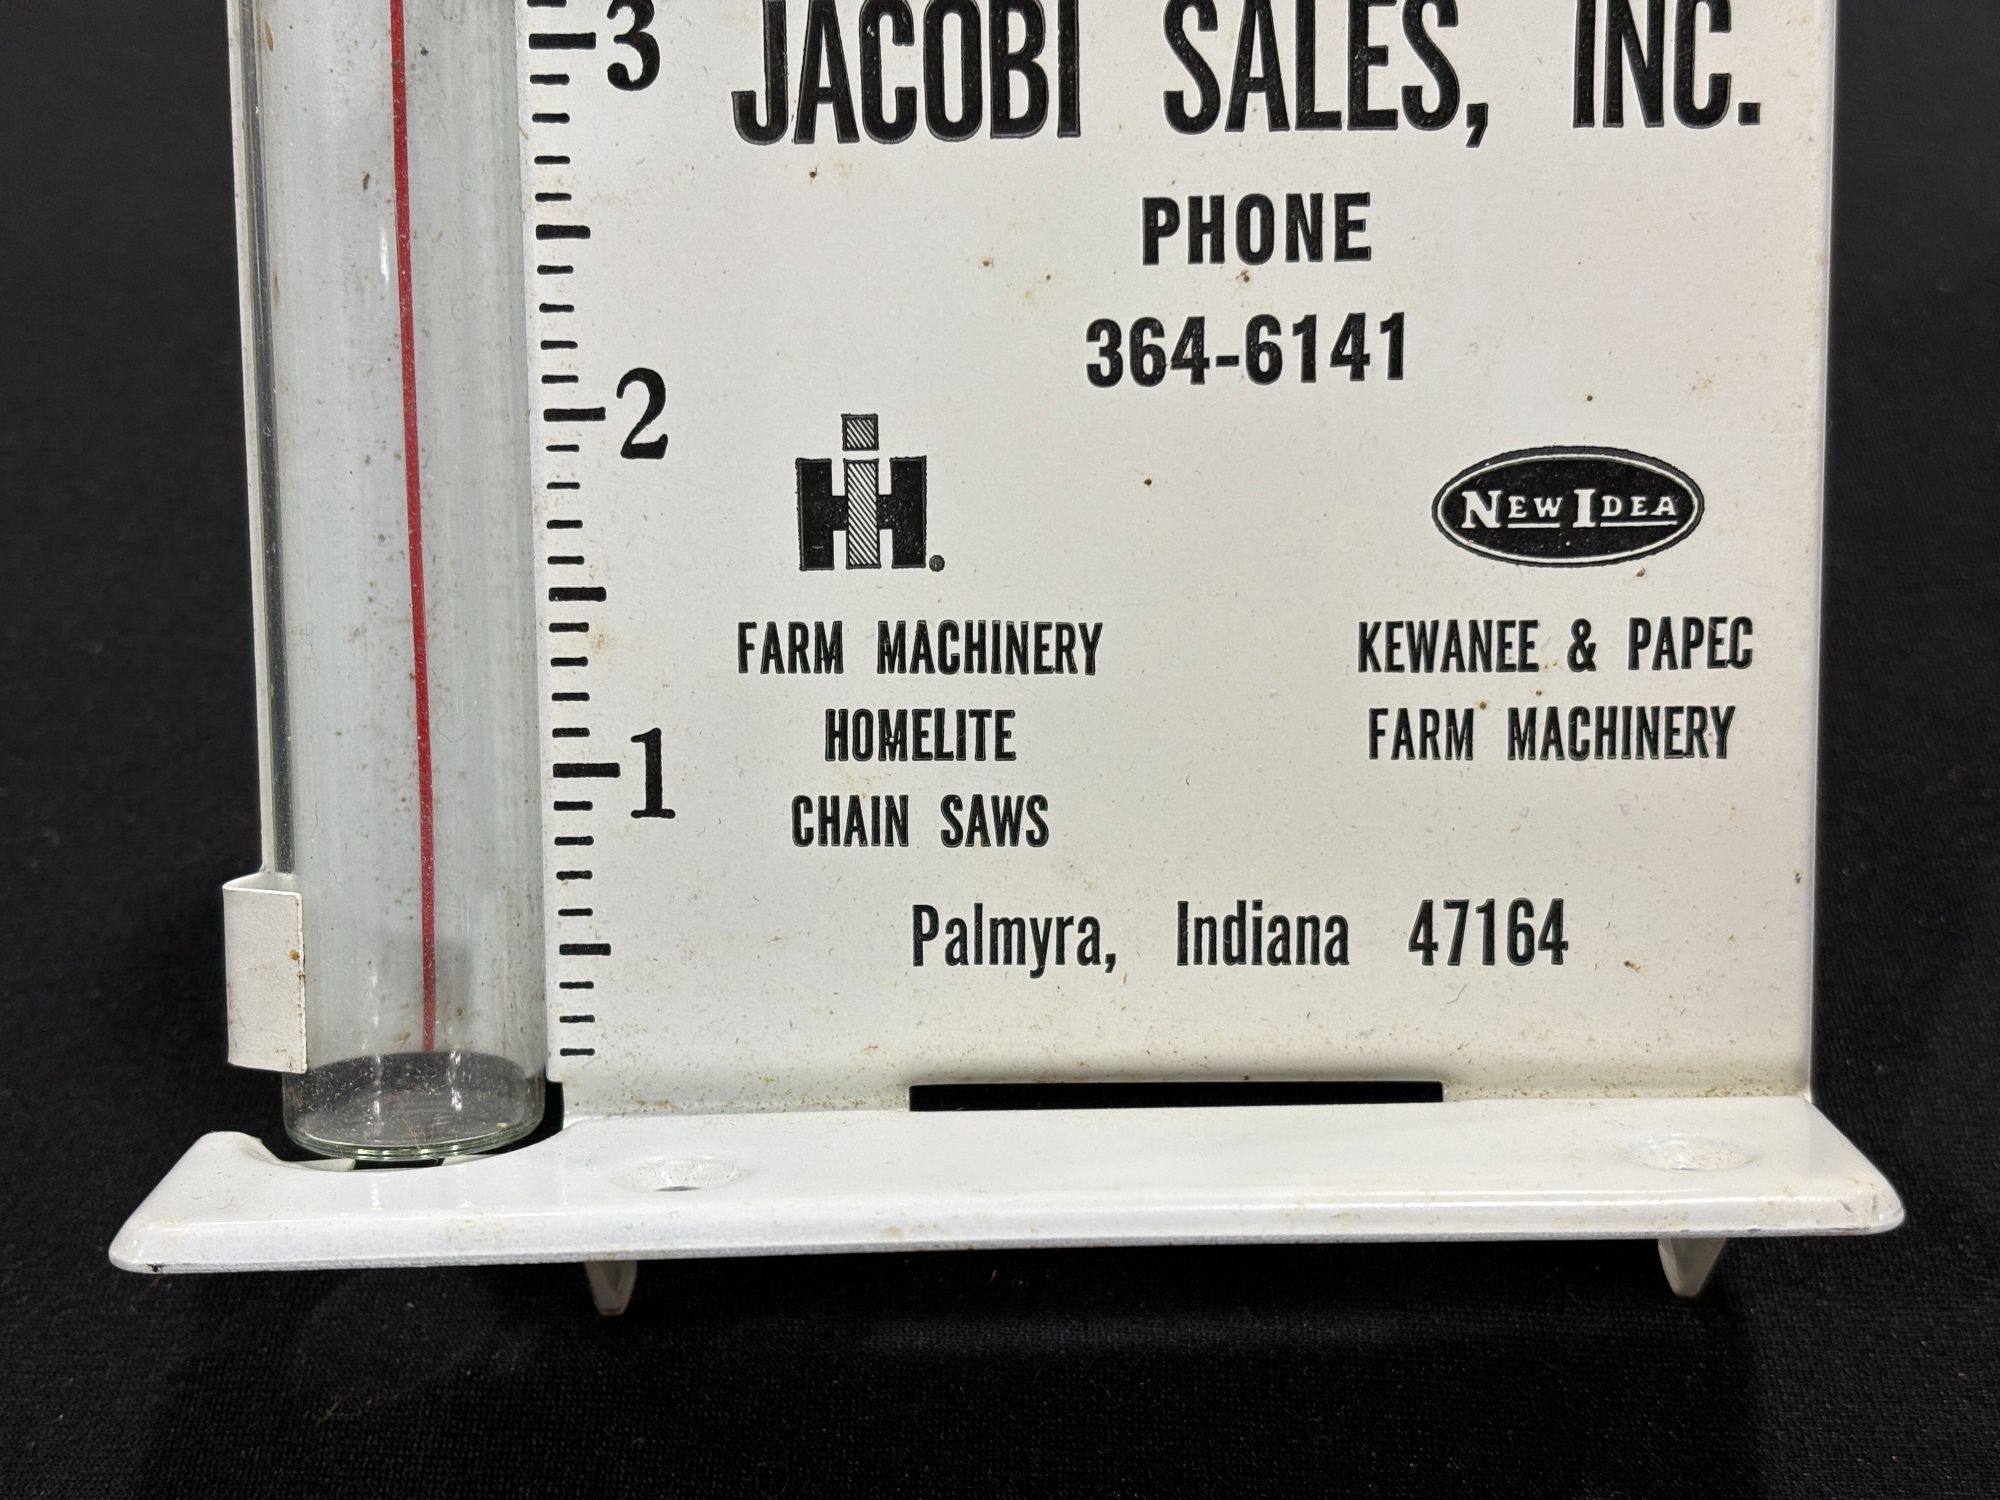 3
JACOBI SALES, INC.
PHONE
364-6141
2
IH®
NEW IDEA
FARM MACHINERY
HOMELITE
CHAIN SAWS
KEWANEE & PAPEC
FARM MACHINERY
1
Palmyra, Indiana 47164